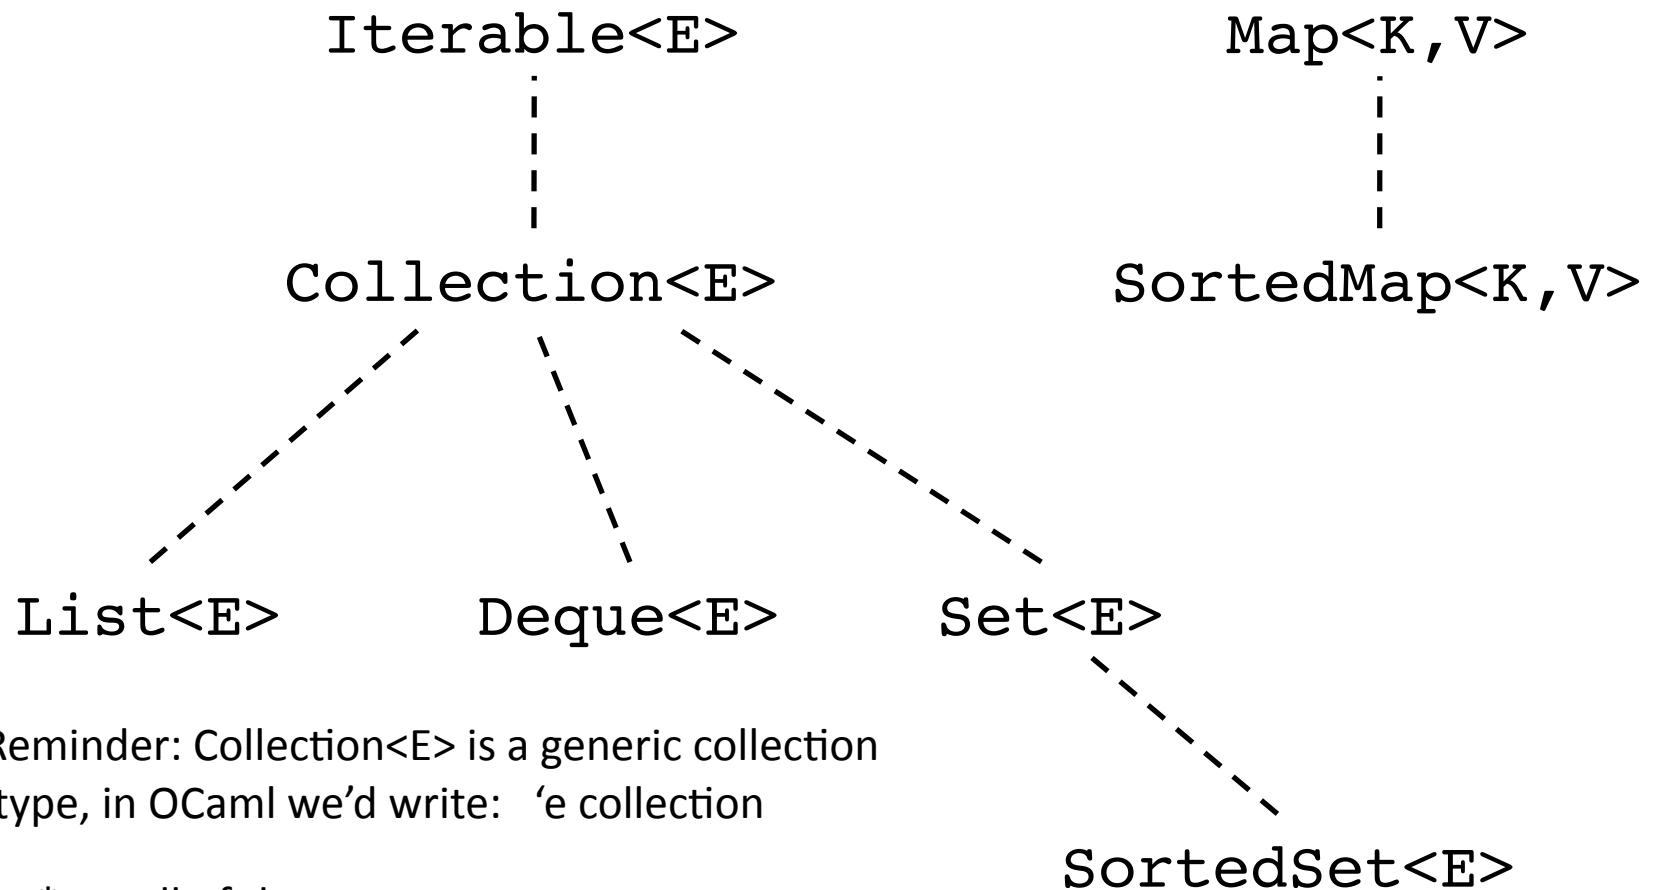 Iterable<E> Map<K,V>
Collection<E> SortedMap<K,V>
List<E> Deque<E> Set<E>
Reminder: Collection<E> is a generic collection
type, in OCaml we’d write: ‘e collection
SortedSet<E>